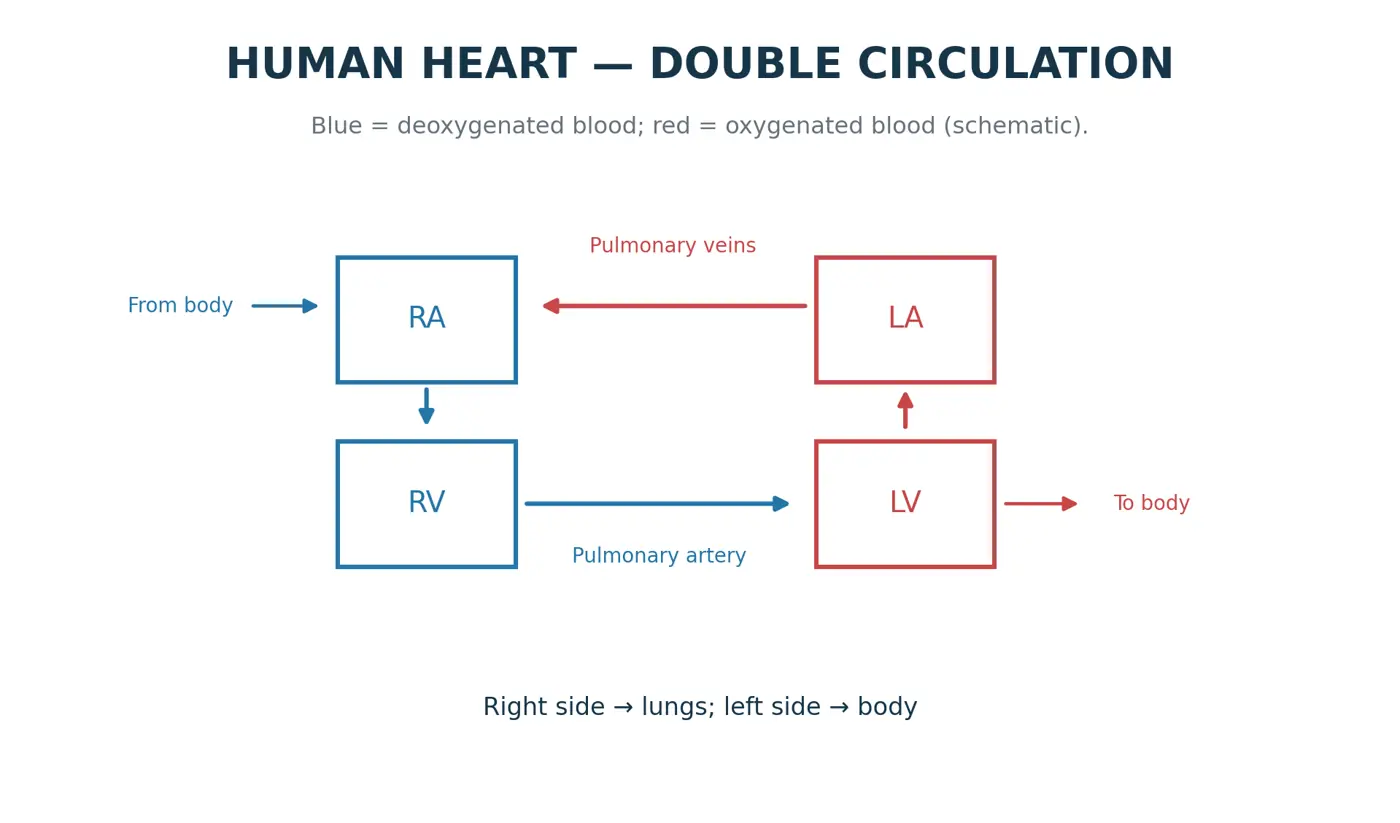 HUMAN HEART — DOUBLE CIRCULATION
Blue = deoxygenated blood; red = oxygenated blood (schematic).
Pulmonary veins
From body
RA
LA
RV
LV
To body
Pulmonary artery
Right side → lungs; left side → body